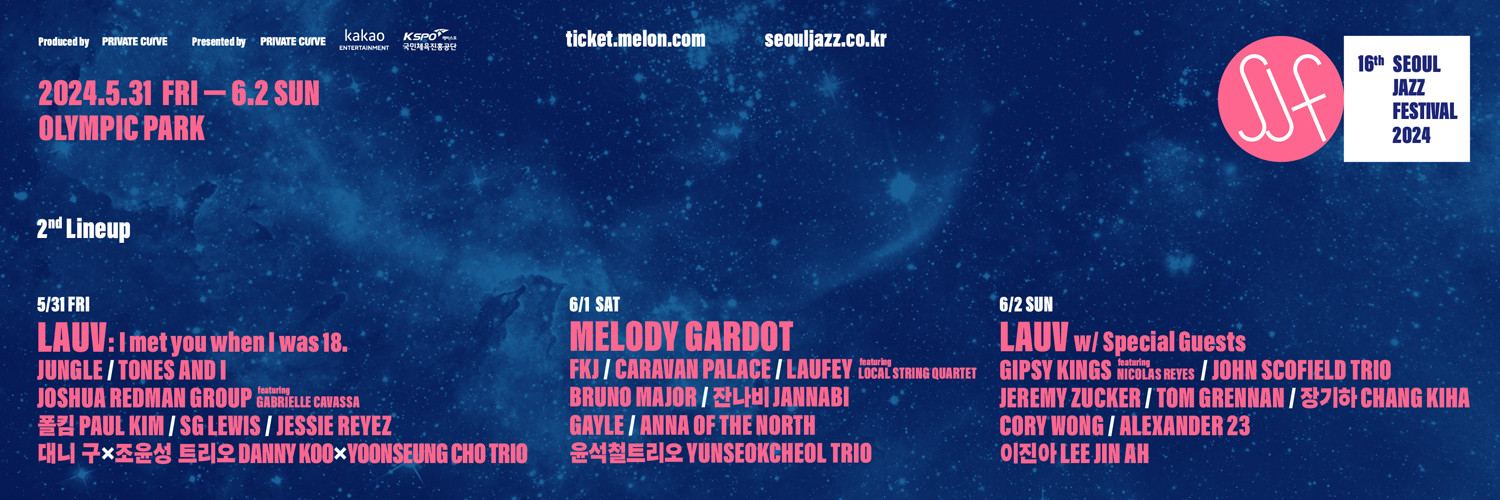 Produced by PRIVATE CURVE Presented by PRIVATE CURVE kakao ENTERTAINMENT KSPO 케이스포 국민체육진흥공단
ticket.melon.com
seouljazz.co.kr
sjf
16th SEOUL
JAZZ
FESTIVAL
2024
2024.5.31 FRI — 6.2 SUN
OLYMPIC PARK
2nd Lineup
5/31 FRI
LAUV: I met you when I was 18.
JUNGLE / TONES AND I
JOSHUA REDMAN GROUP featuring GABRIELLE CAVASSA
폴킴 PAUL KIM / SG LEWIS / JESSIE REYEZ
대니 구×조윤성 트리오 DANNY KOO×YOONSEUNG CHO TRIO
6/1 SAT
MELODY GARDOT
FKJ / CARAVAN PALACE / LAUFEY featuring LOCAL STRING QUARTET
BRUNO MAJOR / 잔나비 JANNABI
GAYLE / ANNA OF THE NORTH
윤석철트리오 YUNSEOKCHEOL TRIO
6/2 SUN
LAUV w/ Special Guests
GIPSY KINGS featuring NICOLAS REYES / JOHN SCOFIELD TRIO
JEREMY ZUCKER / TOM GRENNAN / 장기하 CHANG KIHA
CORY WONG / ALEXANDER 23
이진아 LEE JIN AH